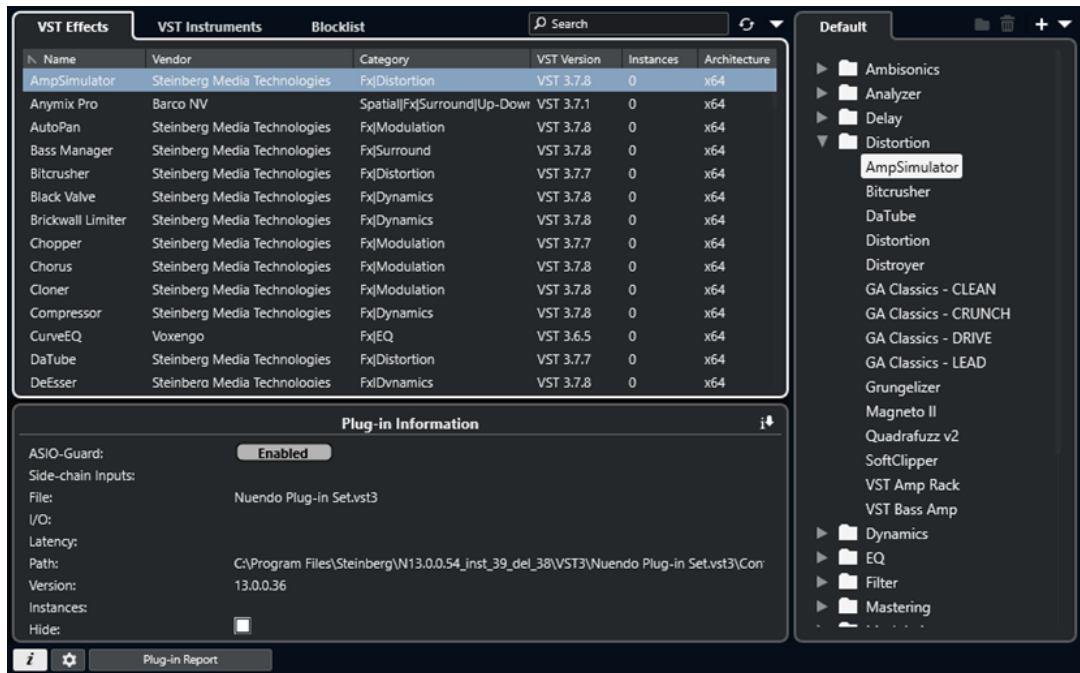 VST Effects VST Instruments Blocklist Search
Name Vendor Category VST Version Instances Architecture
AmpSimulator Steinberg Media Technologies Fx|Distortion VST 3.7.8 0 x64
Anymix Pro Barco NV Spatial|Fx|Surround|Up-Down VST 3.7.1 0 x64
AutoPan Steinberg Media Technologies Fx|Modulation VST 3.7.8 0 x64
Bass Manager Steinberg Media Technologies Fx|Surround VST 3.7.8 0 x64
Bitcrusher Steinberg Media Technologies Fx|Distortion VST 3.7.7 0 x64
Black Valve Steinberg Media Technologies Fx|Dynamics VST 3.7.8 0 x64
Brickwall Limiter Steinberg Media Technologies Fx|Dynamics VST 3.7.8 0 x64
Chopper Steinberg Media Technologies Fx|Modulation VST 3.7.7 0 x64
Chorus Steinberg Media Technologies Fx|Modulation VST 3.7.8 0 x64
Cloner Steinberg Media Technologies Fx|Modulation VST 3.7.8 0 x64
Compressor Steinberg Media Technologies Fx|Dynamics VST 3.7.8 0 x64
CurveEQ Voxengo Fx|EQ VST 3.6.5 0 x64
DaTube Steinberg Media Technologies Fx|Distortion VST 3.7.7 0 x64
DeEsser Steinberg Media Technologies Fx|Dynamics VST 3.7.8 0 x64
Plug-in Information
ASIO-Guard: Enabled
Side-chain Inputs:
File: Nuendo Plug-in Set.vst3
I/O:
Latency:
Path: C:\Program Files\Steinberg\N13.0.0.54_inst_39_del_38\VST3\Nuendo Plug-in Set.vst3\Con
Version: 13.0.0.36
Instances:
Hide:
i Plug-in Report
Default
Ambisonics
Analyzer
Delay
Distortion
AmpSimulator
Bitcrusher
DaTube
Distortion
Distroyer
GA Classics - CLEAN
GA Classics - CRUNCH
GA Classics - DRIVE
GA Classics - LEAD
Grungelizer
Magneto II
Quadrafuzz v2
SoftClipper
VST Amp Rack
VST Bass Amp
Dynamics
EQ
Filter
Mastering